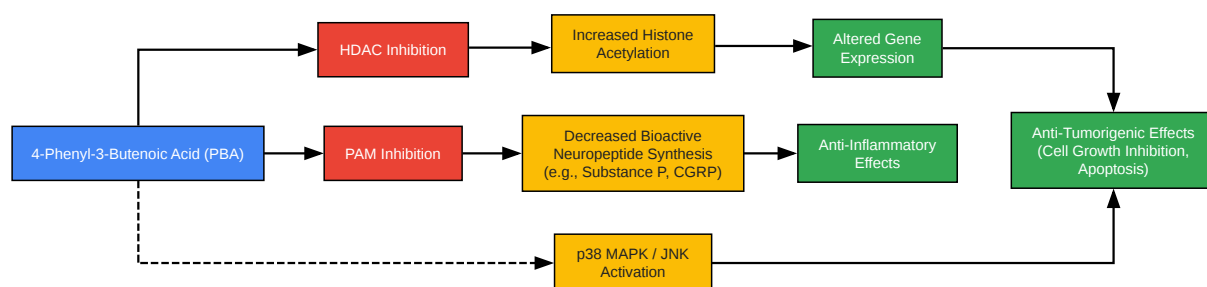 HDAC Inhibition
Increased Histone
Acetylation
Altered Gene
Expression
4-Phenyl-3-Butenoic Acid (PBA)
PAM Inhibition
Decreased Bioactive
Neuropeptide Synthesis
(e.g., Substance P, CGRP)
Anti-Inflammatory
Effects
Anti-Tumorigenic Effects
(Cell Growth Inhibition,
Apoptosis)
p38 MAPK / JNK
Activation